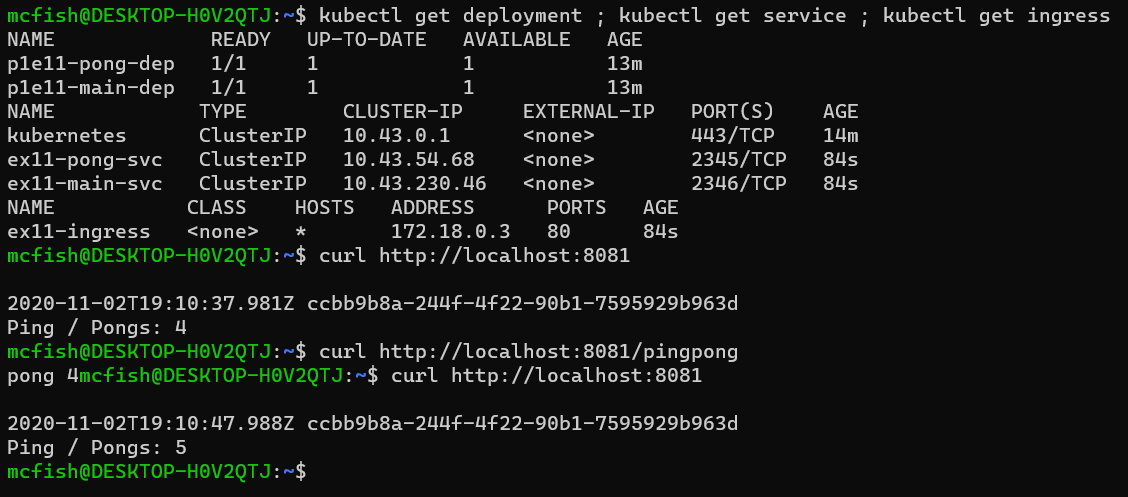 mcfish@DESKTOP-H0V2QTJ:~$ kubectl get deployment ; kubectl get service ; kubectl get ingress
NAME             READY   UP-TO-DATE   AVAILABLE   AGE
p1e11-pong-dep   1/1     1            1           13m
p1e11-main-dep   1/1     1            1           13m
NAME            TYPE        CLUSTER-IP      EXTERNAL-IP   PORT(S)    AGE
kubernetes      ClusterIP   10.43.0.1       <none>        443/TCP    14m
ex11-pong-svc   ClusterIP   10.43.54.68     <none>        2345/TCP   84s
ex11-main-svc   ClusterIP   10.43.230.46    <none>        2346/TCP   84s
NAME           CLASS    HOSTS   ADDRESS      PORTS   AGE
ex11-ingress   <none>   *       172.18.0.3   80      84s
mcfish@DESKTOP-H0V2QTJ:~$ curl http://localhost:8081
2020-11-02T19:10:37.981Z ccbb9b8a-244f-4f22-90b1-7595929b963d
Ping / Pongs: 4
mcfish@DESKTOP-H0V2QTJ:~$ curl http://localhost:8081/pingpong
pong 4mcfish@DESKTOP-H0V2QTJ:~$ curl http://localhost:8081
2020-11-02T19:10:47.988Z ccbb9b8a-244f-4f22-90b1-7595929b963d
Ping / Pongs: 5
mcfish@DESKTOP-H0V2QTJ:~$